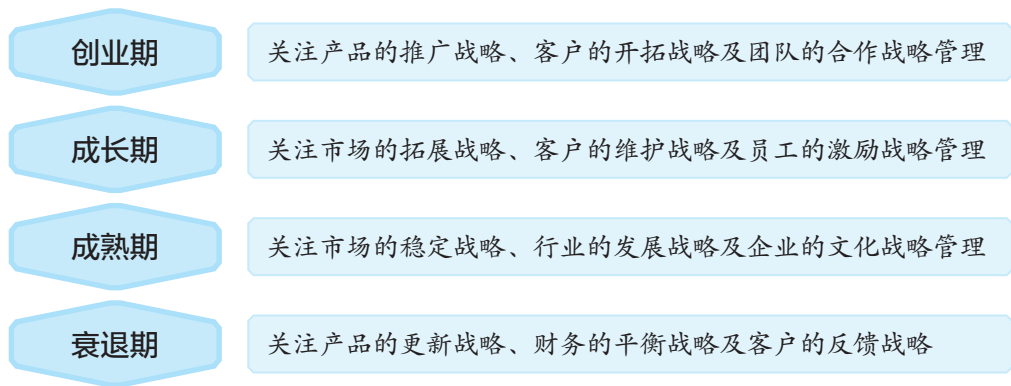 创业期
关注产品的推广战略、客户的开拓战略及团队的合作战略管理
成长期
关注市场的拓展战略、客户的维护战略及员工的激励战略管理
成熟期
关注市场的稳定战略、行业的发展战略及企业的文化战略管理
衰退期
关注产品的更新战略、财务的平衡战略及客户的反馈战略